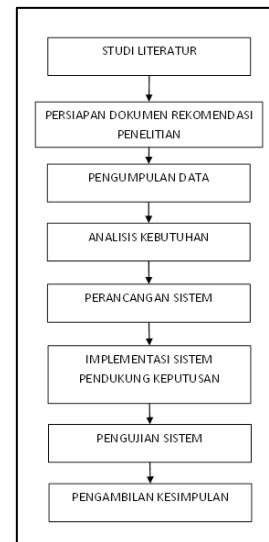 STUDI LITERATUR
PERSIAPAN DOKUMEN REKOMENDASI
PENELITIAN
PENGUMPULAN DATA
ANALISIS KEBUTUHAN
PERANCANGAN SISTEM
IMPLEMENTASI SISTEM
PENDUKUNG KEPUTUSAN
PENGUJIAN SISTEM
PENGAMBILAN KESIMPULAN